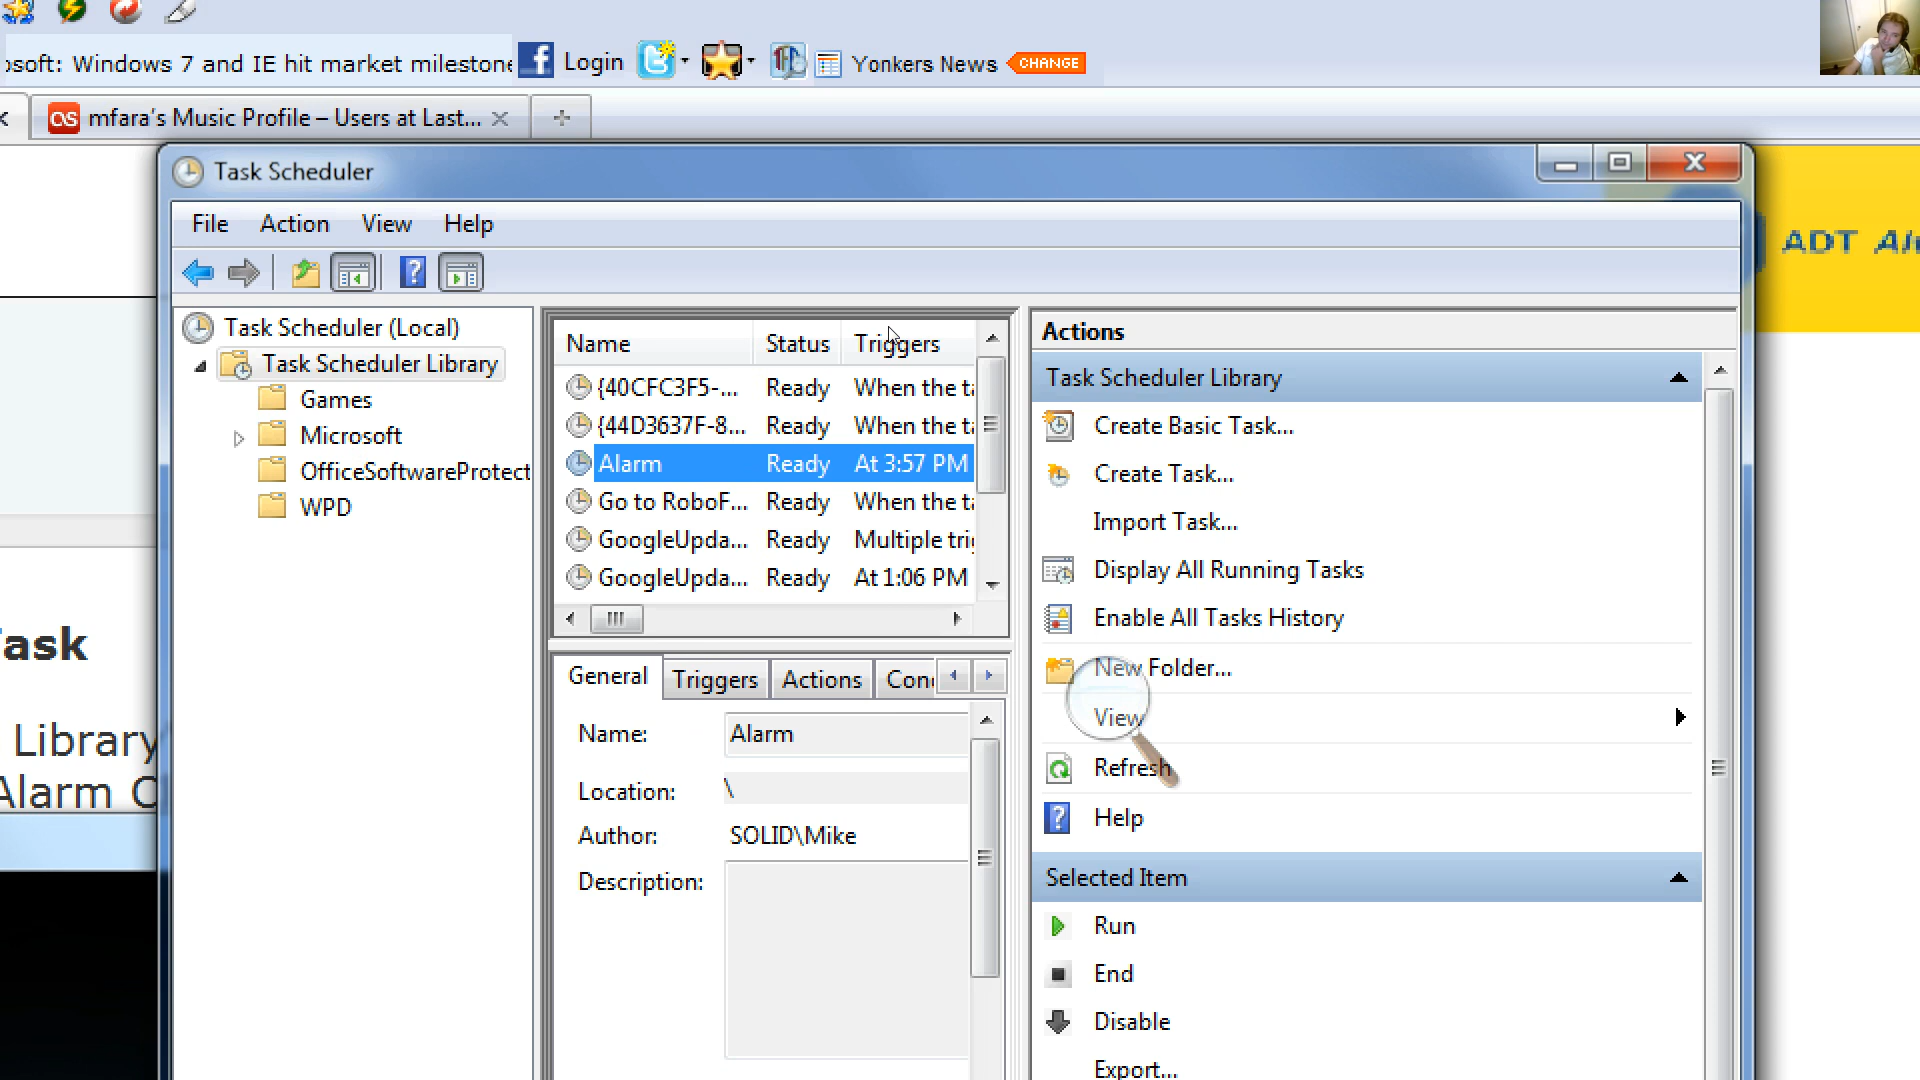 osoft: Windows 7 and IE hit market milestone
Login
Yonkers News
CHANGE
mfara's Music Profile – Users at Last...
Task Scheduler
File Action View Help
ADT
Task Scheduler (Local)
Task Scheduler Library
Games
Microsoft
OfficeSoftwareProtect
WPD
Name Status Triggers
{40CFC3F5-... Ready When the ta
{44D3637F-8... Ready When the ta
Alarm Ready At 3:57 PM
Go to RoboF... Ready When the ta
GoogleUpda... Ready Multiple trig
GoogleUpda... Ready At 1:06 PM
General Triggers Actions Con
Name: Alarm
Location: \
Author: SOLID\Mike
Description:
Actions
Task Scheduler Library
Create Basic Task...
Create Task...
Import Task...
Display All Running Tasks
Enable All Tasks History
New Folder...
View
Refresh
Help
Selected Item
Run
End
Disable
Export...
Task
Library
Alarm C